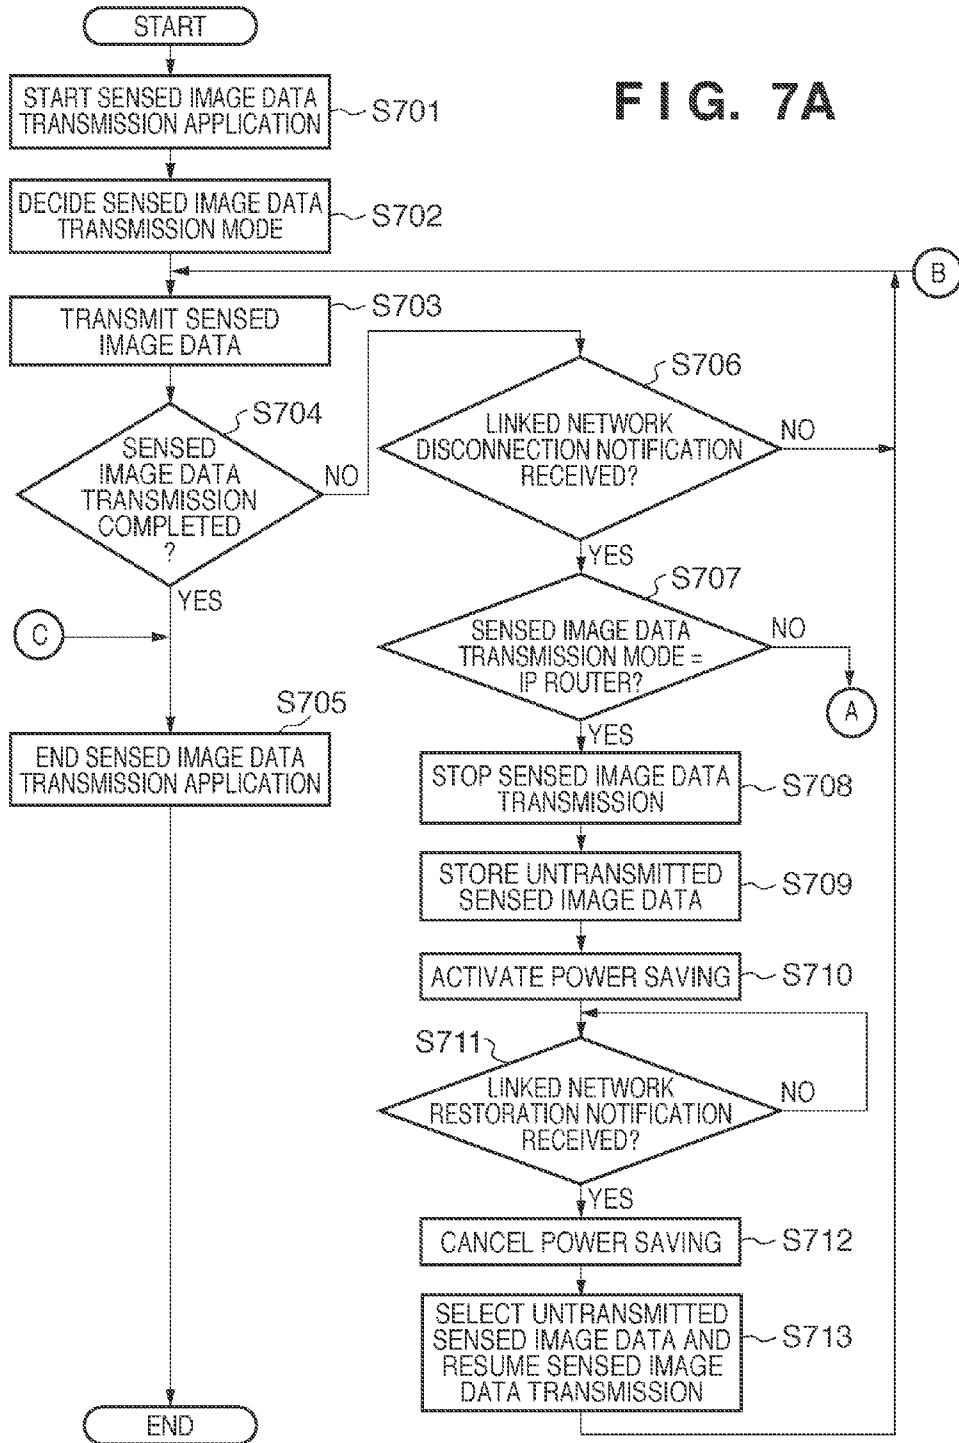 FIG. 7A
START
START SENSED IMAGE DATA
TRANSMISSION APPLICATION
S701
DECIDE SENSED IMAGE DATA
TRANSMISSION MODE
S702
B
TRANSMIT SENSED
IMAGE DATA
S703
SENSED
IMAGE DATA
TRANSMISSION
COMPLETED
?
S704
NO
YES
C
END SENSED IMAGE DATA
TRANSMISSION APPLICATION
S705
LINKED NETWORK
DISCONNECTION NOTIFICATION
RECEIVED?
S706
NO
YES
SENSED IMAGE DATA
TRANSMISSION MODE =
IP ROUTER?
S707
NO
A
YES
STOP SENSED IMAGE DATA
TRANSMISSION
S708
STORE UNTRANSMITTED
SENSED IMAGE DATA
S709
ACTIVATE POWER SAVING
S710
LINKED NETWORK
RESTORATION NOTIFICATION
RECEIVED?
S711
NO
YES
CANCEL POWER SAVING
S712
SELECT UNTRANSMITTED
SENSED IMAGE DATA AND
RESUME SENSED IMAGE
DATA TRANSMISSION
S713
END